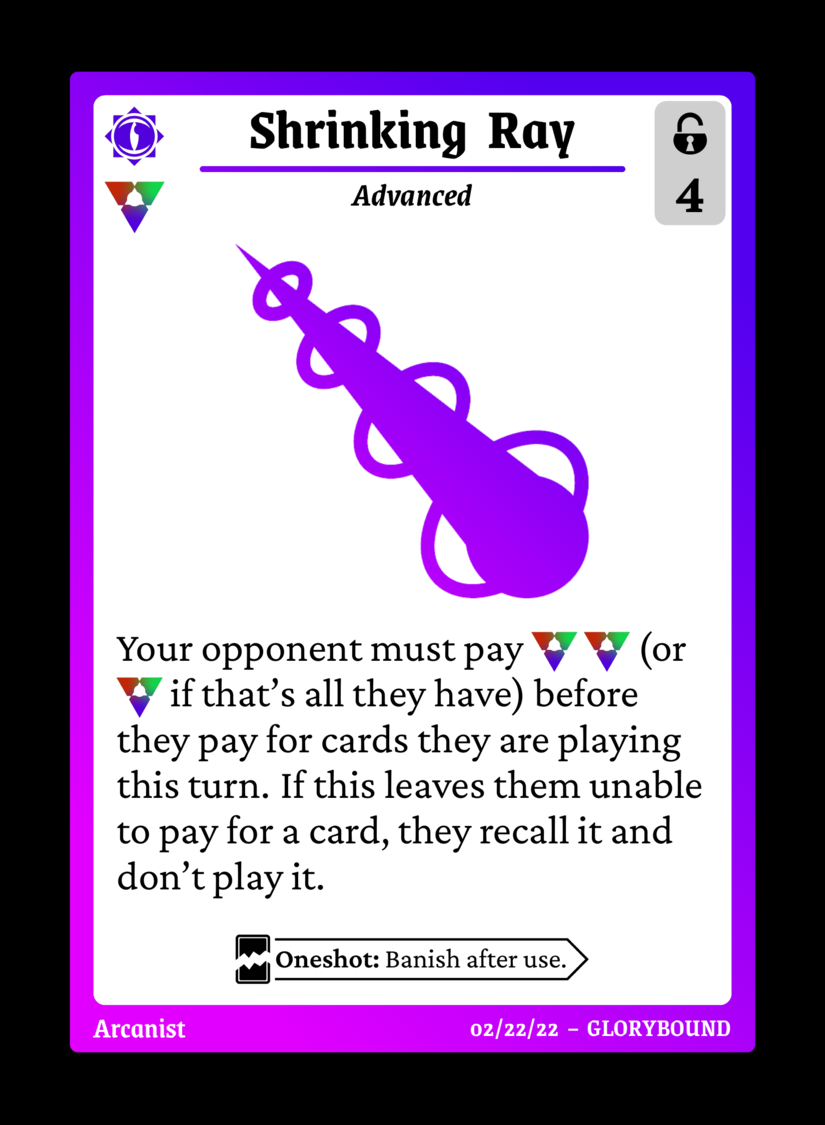 Shrinking Ray
4
Advanced
Your opponent must pay (or
if that’s all they have) before
they pay for cards they are playing
this turn. If this leaves them unable
to pay for a card, they recall it and
don’t play it.
Oneshot: Banish after use.
Arcanist
02/22/22 – GLORYBOUND